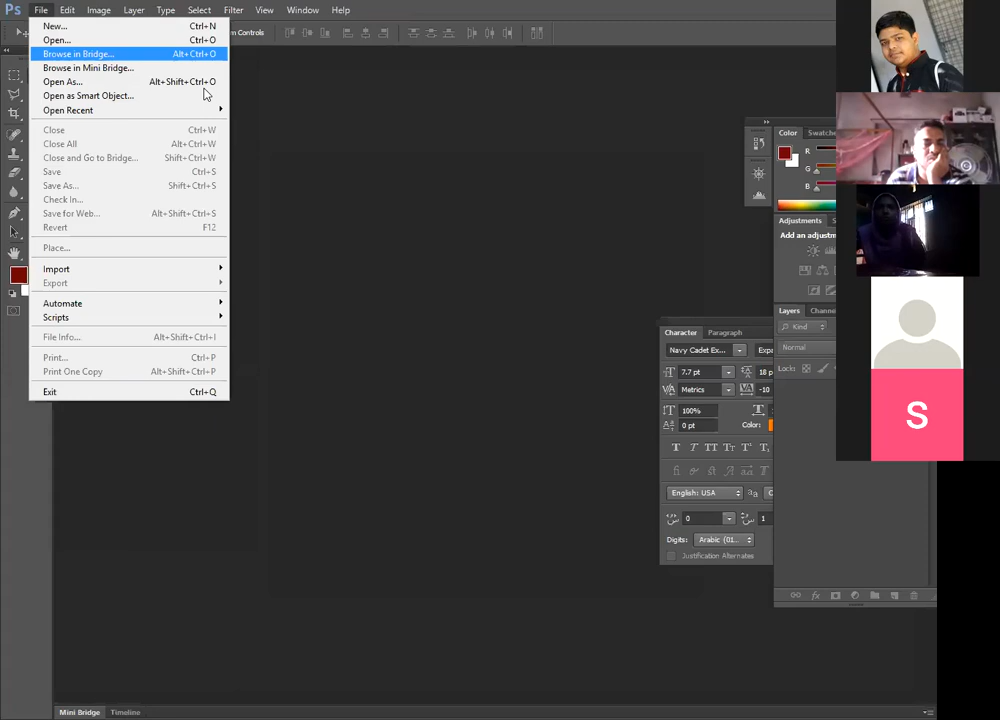 Ps File Edit Image Layer Type Select Filter View Window Help
m Controls
New... Ctrl+N
Open... Ctrl+O
Browse in Bridge... Alt+Ctrl+O
Browse in Mini Bridge...
Open As... Alt+Shift+Ctrl+O
Open as Smart Object...
Open Recent
Close Ctrl+W
Close All Alt+Ctrl+W
Close and Go to Bridge... Shift+Ctrl+W
Save Ctrl+S
Save As... Shift+Ctrl+S
Check In...
Save for Web... Alt+Shift+Ctrl+S
Revert F12
Place...
Import
Export
Automate
Scripts
File Info... Alt+Shift+Ctrl+I
Print... Ctrl+P
Print One Copy Alt+Shift+Ctrl+P
Exit Ctrl+Q
Color Swatches
R
G
B
Adjustments
Add an adjustm
Layers Channe
Kind
Normal
Lock:
Character Paragraph
Navy Cadet Ex... Expa
7.7 pt 18 p
Metrics -10
100%
0 pt Color:
English: USA
0 1
Digits: Arabic (01...
Justification Alternates
S
Mini Bridge Timeline